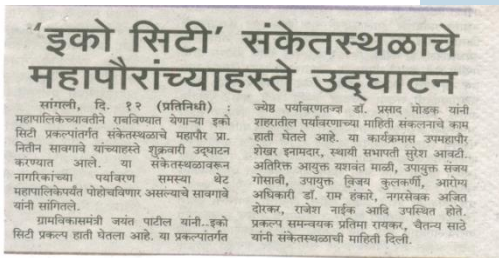 ‘इको सिटी’ संकेतस्थळाचे
महापौरांच्याहस्ते उद्घाटन
सांगली, दि. १२ (प्रतिनिधी) :
महापालिकेच्यावतीने राबविण्यात येणाऱ्या इको
सिटी प्रकल्पांतर्गत संकेतस्थळाचे महापौर प्रा.
नितीन सावगावे यांच्याहस्ते शुक्रवारी उद्घाटन
करण्यात आले. या संकेतस्थळावरून
नागरिकांच्या पर्यावरण समस्या थेट
महापालिकेपर्यंत पोहोचविणार असल्याचे सावगावे
यांनी सांगितले.
ग्रामविकासमंत्री जयंत पाटील यांनी..इको
सिटी प्रकल्प हाती घेतला आहे. या प्रकल्पांतर्गत
ज्येष्ठ पर्यावरणतज्ज्ञ डॉ. प्रसाद मोडक यांनी
शहरातील पर्यावरणाच्या माहिती संकलनाचे काम
हाती घेतले आहे. या कार्यक्रमास उपमहापौर
शेखर इनामदार, स्थायी सभापती सुरेश आवटी.
अतिरिक्त आयुक्त यशवंत माळी, उपायुक्त संजय
गोसावी, उपायुक्त विजय कुलकर्णी, आरोग्य
अधिकारी डॉ. राम हंकारे, नगरसेवक अजित
दोरकर, राजेश नाईक आदि उपस्थित होते.
प्रकल्प समन्वयक प्रतिमा रायकर, चैतन्य साठे
यांनी संकेतस्थळाची माहिती दिली.